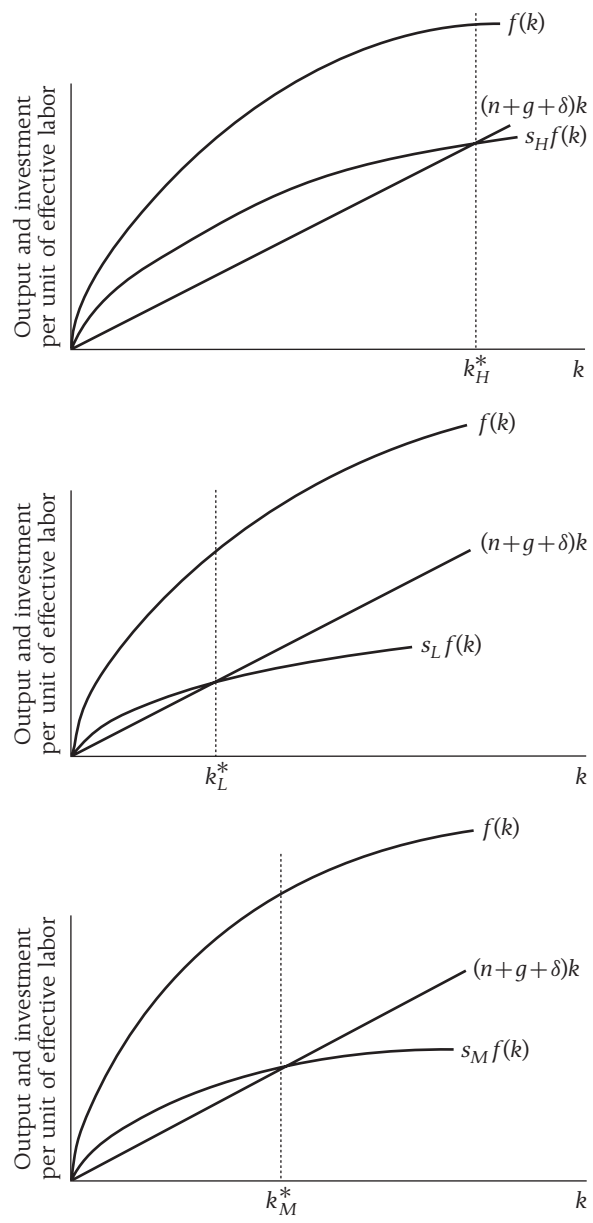 f(k)
(n+g+δ)k
s_H f(k)
Output and investment
per unit of effective labor
k*_H
k
f(k)
(n+g+δ)k
s_L f(k)
Output and investment
per unit of effective labor
k*_L
k
f(k)
(n+g+δ)k
s_M f(k)
Output and investment
per unit of effective labor
k*_M
k